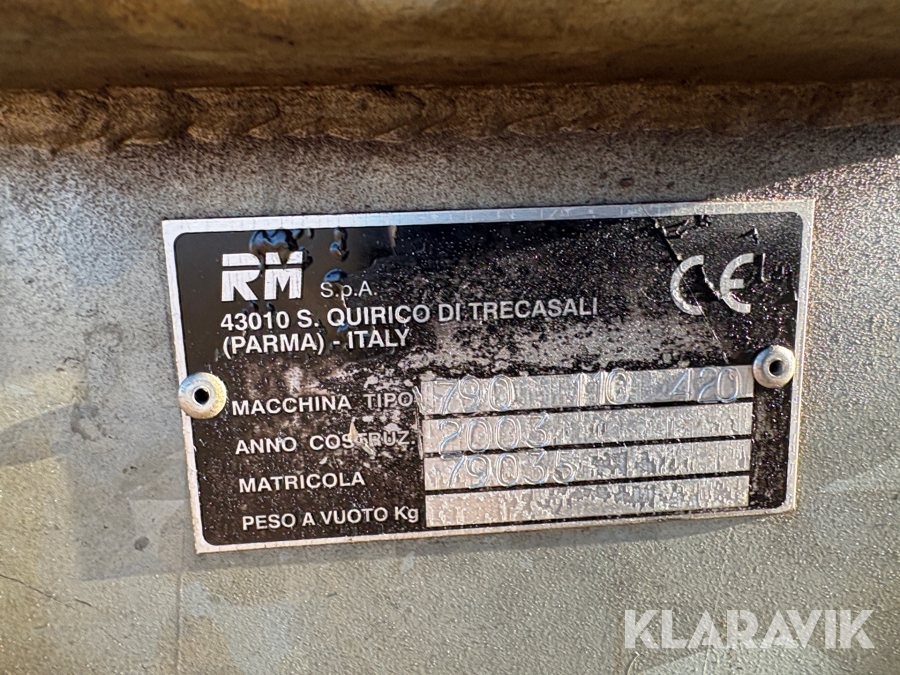 RM S.p.A
CE
43010 S. QUIRICO DI TRECASALI
(PARMA) - ITALY
MACCHINA TIPO 790 110 420
ANNO COSTRUZ. 2003
MATRICOLA 79035
PESO A VUOTO Kg
KLARAVIK